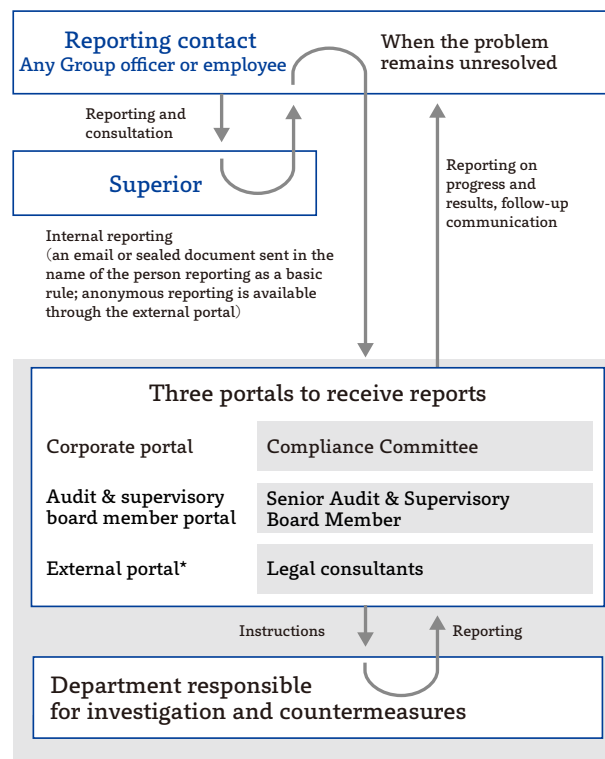 Reporting contact
Any Group officer or employee
When the problem
remains unresolved
Reporting and
consultation
Superior
Reporting on
progress and
results, follow-up
communication
Internal reporting
（an email or sealed document sent in the
name of the person reporting as a basic
rule; anonymous reporting is available
through the external portal）
Three portals to receive reports
Corporate portal
Compliance Committee
Audit & supervisory
board member portal
Senior Audit & Supervisory
Board Member
External portal*
Legal consultants
Instructions
Reporting
Department responsible
for investigation and countermeasures